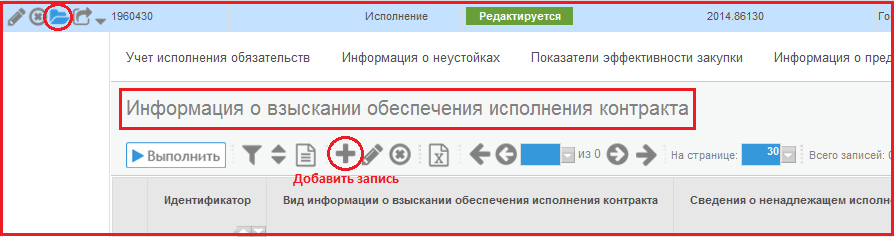 1960430 Исполнение Редактируется 2014.86130
Учет исполнения обязательств Информация о неустойках Показатели эффективности закупки Информация о
Информация о взыскании обеспечения исполнения контракта
Выполнить из 0 На странице: 30 Всего записей:
Добавить запись
Идентификатор Вид информации о взыскании обеспечения исполнения контракта Сведения о ненадлежащем